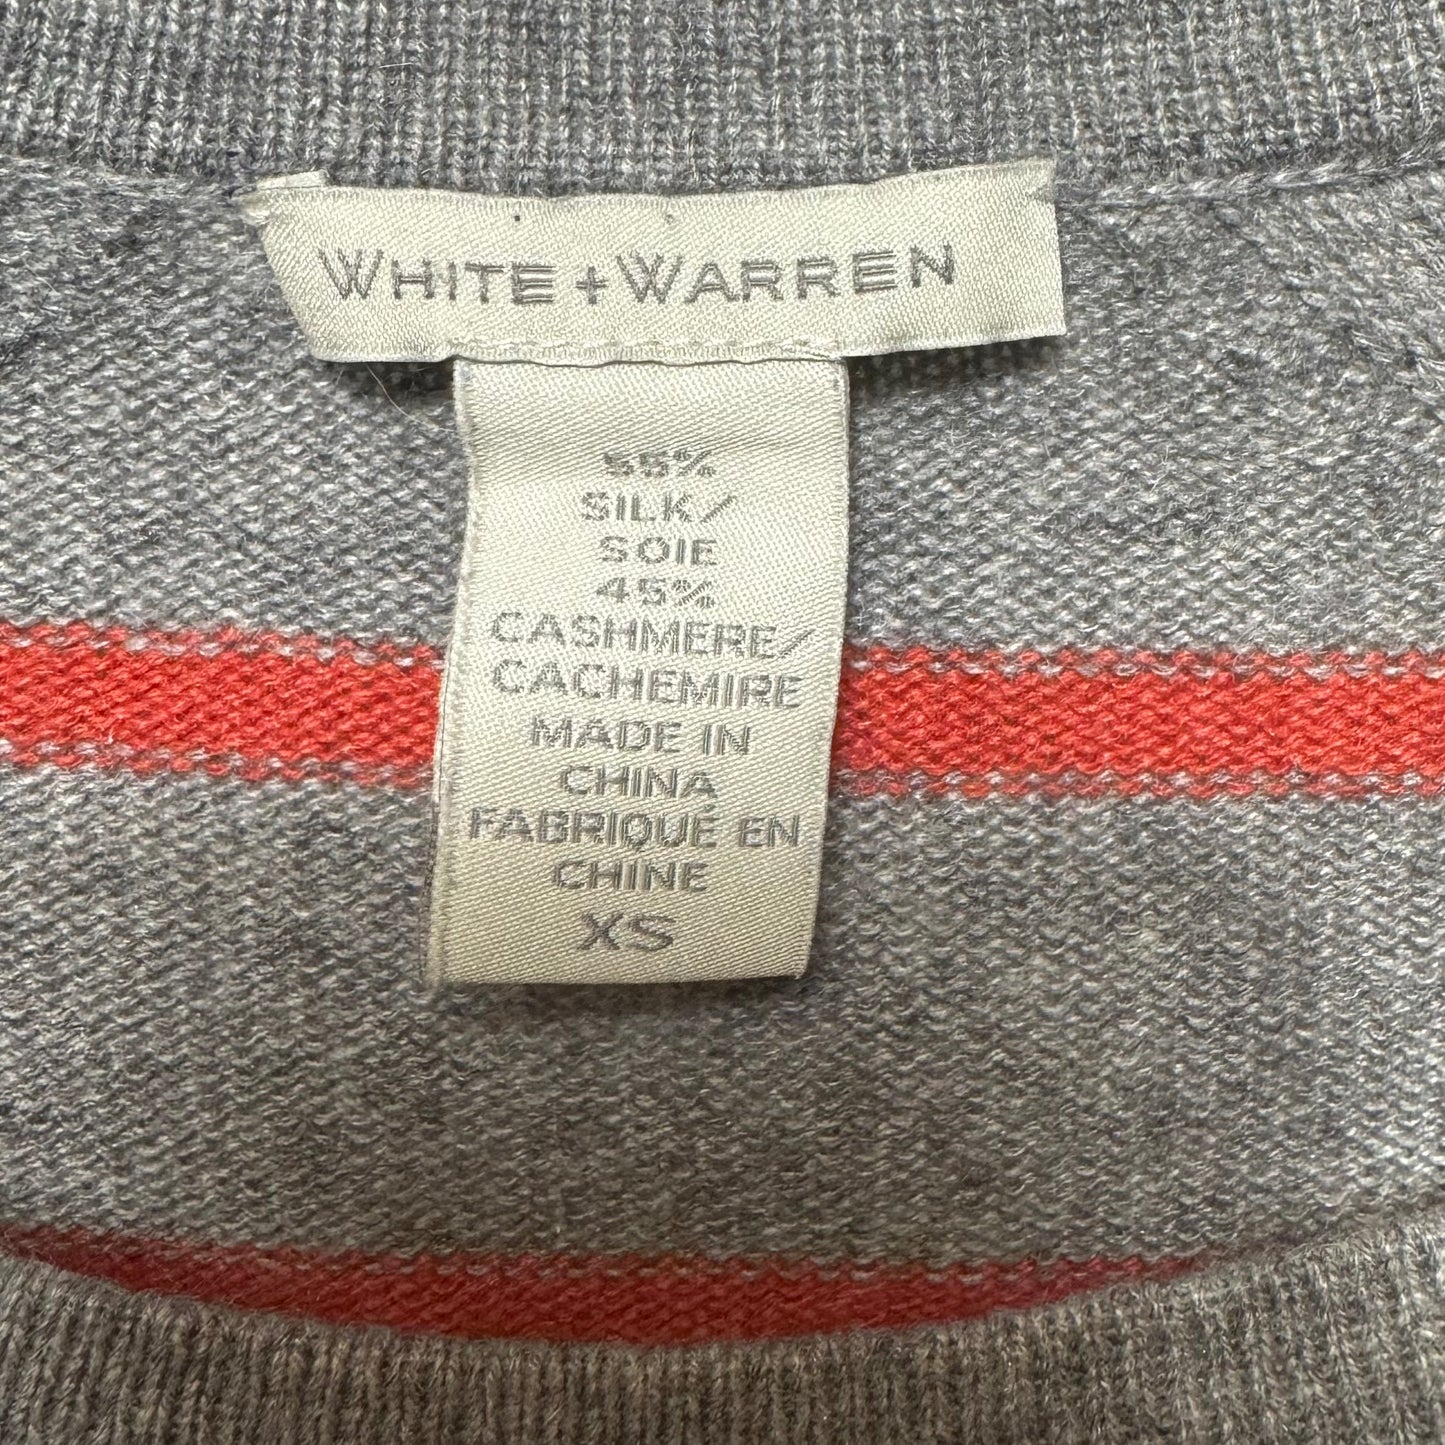 WHITE + WARREN
55%
SILK/
SOIE
45%
CASHMERE/
CACHEMIRE
MADE IN
CHINA
FABRIQUÉ EN
CHINE
XS